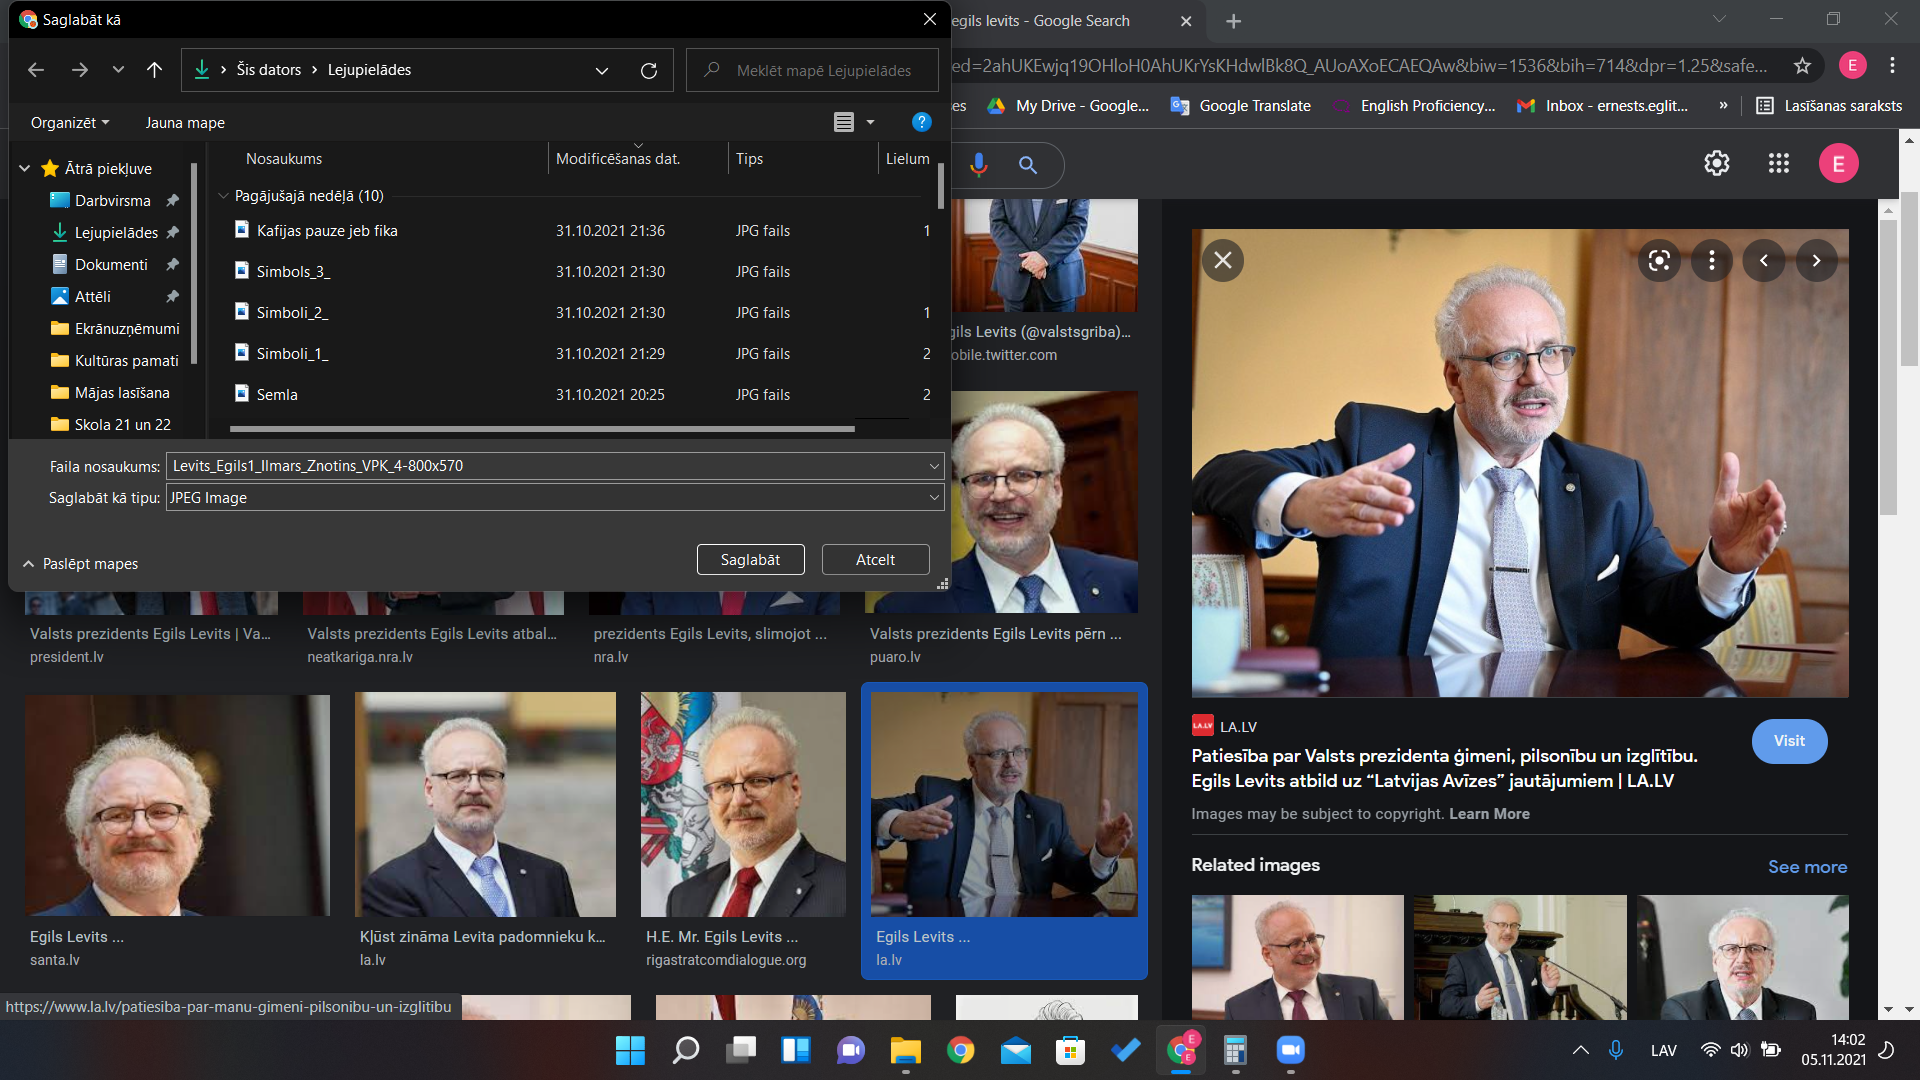 Saglabāt kā
egils levits - Google Search
Šis dators
Lejupielādes
Meklēt mapē Lejupielādes
ed=2ahUKEwjq19OHloH0AhUKrYsKHdwlBk8Q_AUoAXoECAEQAw&biw=1536&bih=714&dpr=1.25&safe...
E
Organizēt
Jauna mape
?
es
My Drive - Google...
Google Translate
English Proficiency...
Inbox - ernests.eglit...
»
Lasīšanas saraksts
Ātrā piekļuve
Darbvirsma
Lejupielādes
Dokumenti
Attēli
Ekrānuzņēmumi
Kultūras pamati
Mājas lasīšana
Skola 21 un 22
Nosaukums
Modificēšanas dat.
Tips
Lielum
Pagājušajā nedēļā (10)
Kafijas pauze jeb fika 31.10.2021 21:36 JPG fails 1
Simbols_3_ 31.10.2021 21:30 JPG fails
Simboli_2_ 31.10.2021 21:30 JPG fails 1
Simboli_1_ 31.10.2021 21:29 JPG fails 2
Semla 31.10.2021 20:25 JPG fails 2
Faila nosaukums: Levits_Egils1_Ilmars_Znotins_VPK_4-800x570
Saglabāt kā tipu: JPEG Image
Paslēpt mapes
Saglabāt
Atcelt
E
gils Levits (@valstsgriba)...
obile.twitter.com
Valsts prezidents Egils Levits | Va...
president.lv
Valsts prezidents Egils Levits atbal...
neatkariga.nra.lv
prezidents Egils Levits, slimojot ...
nra.lv
Valsts prezidents Egils Levits pērn ...
puaro.lv
Egils Levits ...
santa.lv
Kļūst zināma Levita padomnieku k...
la.lv
H.E. Mr. Egils Levits ...
rigastratcomdialogue.org
Egils Levits ...
la.lv
LA.LV
LA.LV
Visit
Patiesība par Valsts prezidenta ģimeni, pilsonību un izglītību.
Egils Levits atbild uz “Latvijas Avīzes” jautājumiem | LA.LV
Images may be subject to copyright. Learn More
Related images
See more
https://www.la.lv/patiesiba-par-manu-gimeni-pilsonibu-un-izglitibu
E
E
LAV
14:02
05.11.2021